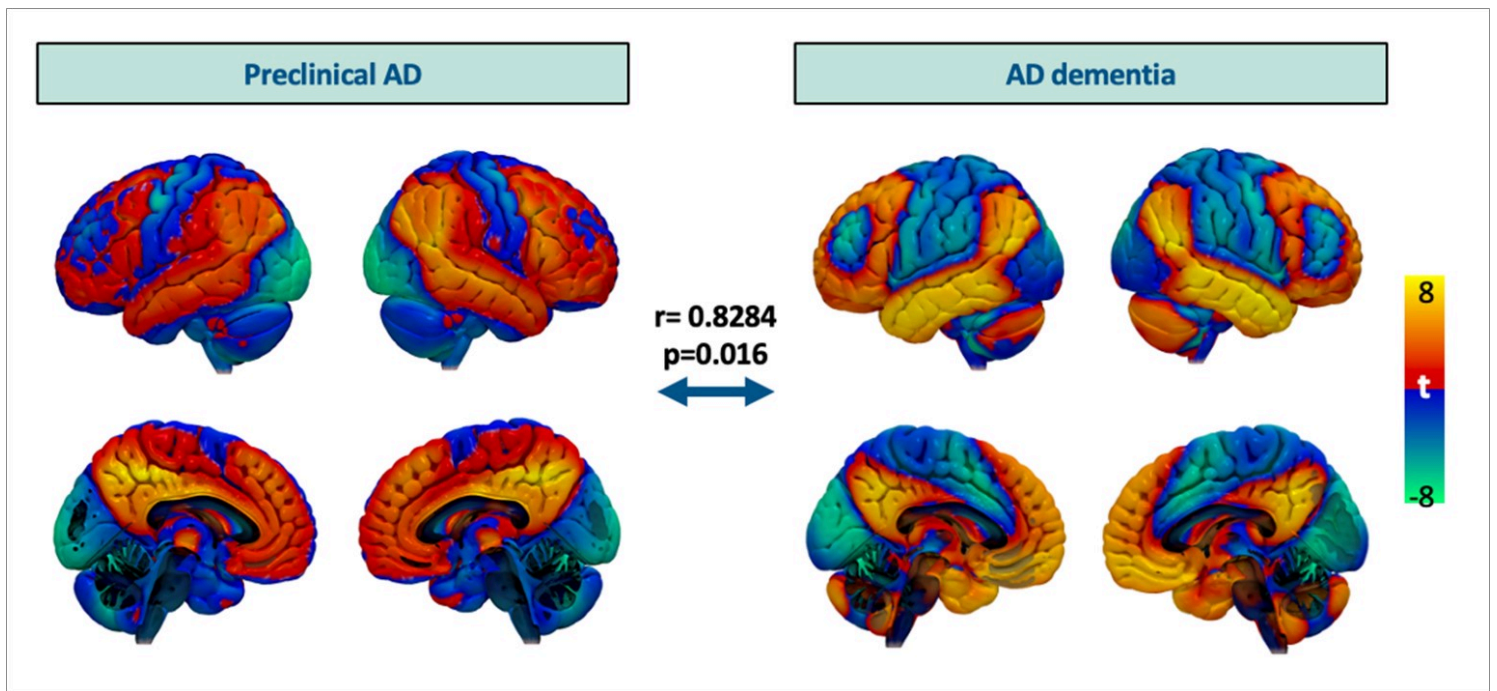 Preclinical AD
AD dementia
r= 0.8284
p=0.016
8
t
-8